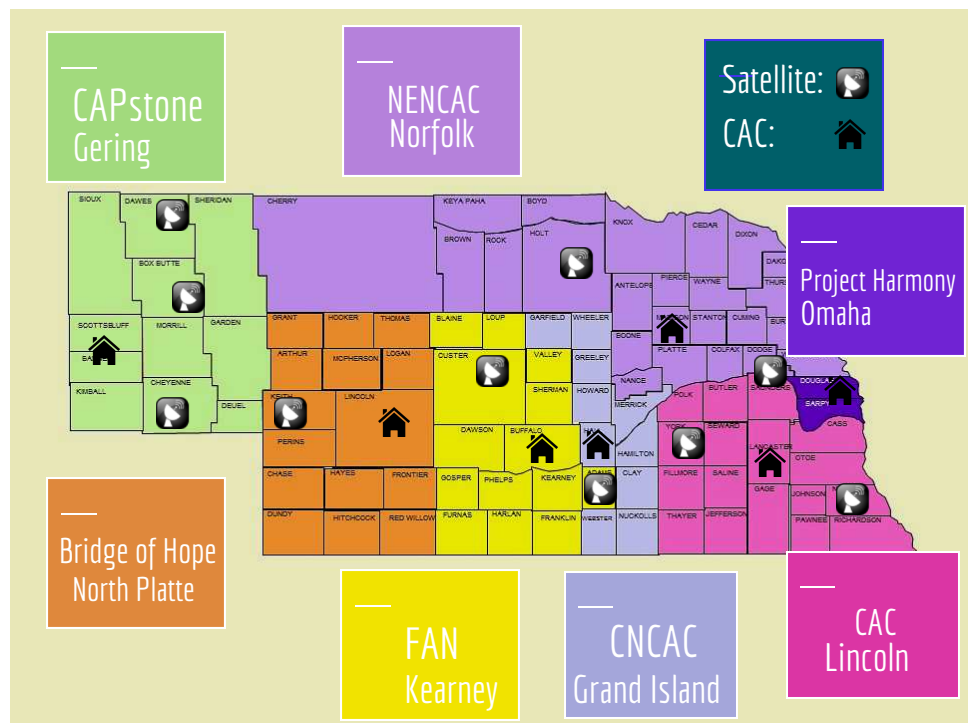 CAPstone
Gering
NENCAC
Norfolk
Satellite:
CAC:
Project Harmony
Omaha
SIOUX
DAWES
SHERIDAN
CHERRY
KEYA PAHA
BOYD
KNOX
CEDAR
DIXON
BROWN
ROCK
HOLT
BOX BUTTE
ANTELOPE
PIERCE
WAYNE
SCOTTSBLUFF
MORRILL
GARDEN
GRANT
HOOKER
THOMAS
BLAINE
LOUP
GARFIELD
WHEELER
STANTON
CUMING
BOONE
ARTHUR
MCPHERSON
LOGAN
CUSTER
VALLEY
GREELEY
PLATTE
COLFAX
DODGE
KIMBALL
CHEYENNE
DEUEL
KEITH
LINCOLN
SHERMAN
HOWARD
NANCE
MERRICK
POLK
BUTLER
SAUNDERS
DOUGLAS
SARPY
CASS
PERINS
DAWSON
BUFFALO
HAMILTON
YORK
SEWARD
LANCASTER
OTOE
CHASE
HAYES
FRONTIER
GOSPER
PHELPS
KEARNEY
ADAMS
CLAY
FILLMORE
SALINE
GAGE
JOHNSON
DUNDY
HITCHCOCK
RED WILLOW
FURNAS
HARLAN
FRANKLIN
WEBSTER
NUCKOLLS
THAYER
JEFFERSON
PAWNEE
RICHARDSON
Bridge of Hope
North Platte
FAN
Kearney
CNCAC
Grand Island
CAC
Lincoln